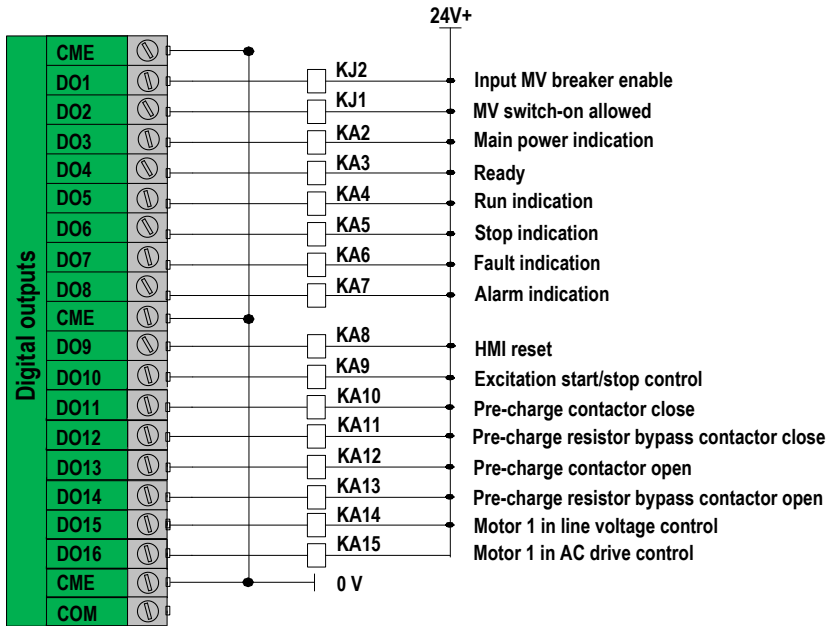 24V+
Digital outputs
CME
DO1 KJ2 Input MV breaker enable
DO2 KJ1 MV switch-on allowed
DO3 KA2 Main power indication
DO4 KA3 Ready
DO5 KA4 Run indication
DO6 KA5 Stop indication
DO7 KA6 Fault indication
DO8 KA7 Alarm indication
CME
DO9 KA8 HMI reset
DO10 KA9 Excitation start/stop control
DO11 KA10 Pre-charge contactor close
DO12 KA11 Pre-charge resistor bypass contactor close
DO13 KA12 Pre-charge contactor open
DO14 KA13 Pre-charge resistor bypass contactor open
DO15 KA14 Motor 1 in line voltage control
DO16 KA15 Motor 1 in AC drive control
CME 0 V
COM